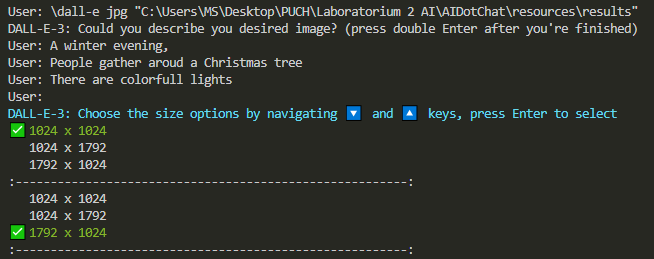 User: \dall-e jpg "C:\Users\MS\Desktop\PUCH\Laboratorium 2 AI\AIDotChat\resources\results"
DALL-E-3: Could you describe you desired image? (press double Enter after you're finished)
User: A winter evening,
User: People gather aroud a Christmas tree
User: There are colorfull lights
User:
DALL-E-3: Choose the size options by navigating 🔽 and 🔼 keys, press Enter to select
✅ 1024 x 1024
1024 x 1792
1792 x 1024
:------------------------------------------------------:
1024 x 1024
1024 x 1792
✅ 1792 x 1024
:------------------------------------------------------: